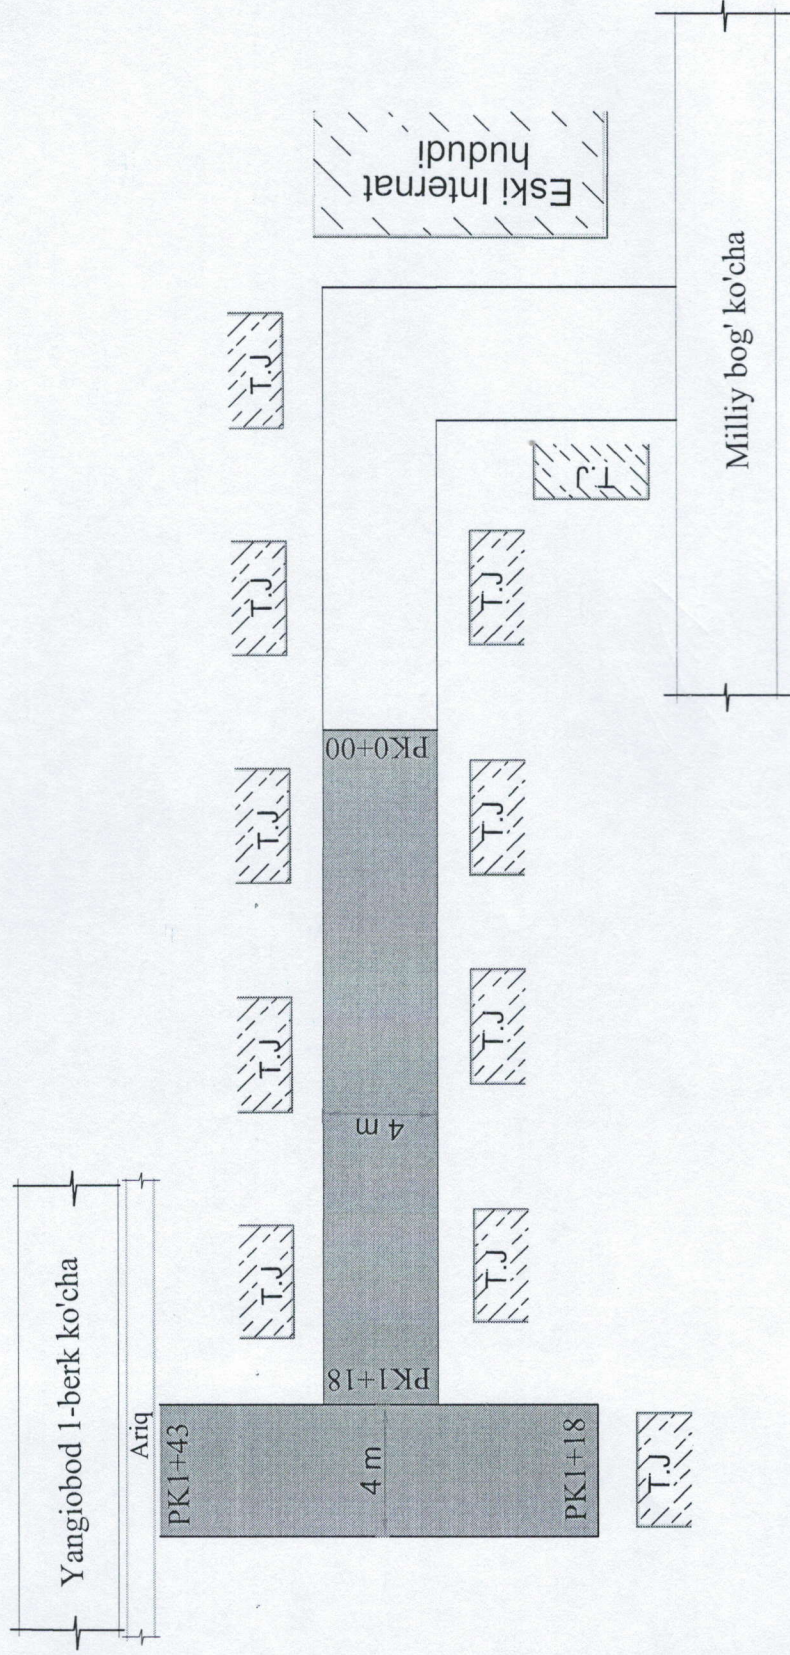 Eski Internat
hududi
T.J
T.J
T.J
T.J
T.J
T.J
T.J
T.J
T.J
T.J
T.J
Milliy bog' ko'cha
PK0+00
4 m
PK1+18
Yangiobod 1-berk ko'cha
Ariq
PK1+43
4 m
PK1+18